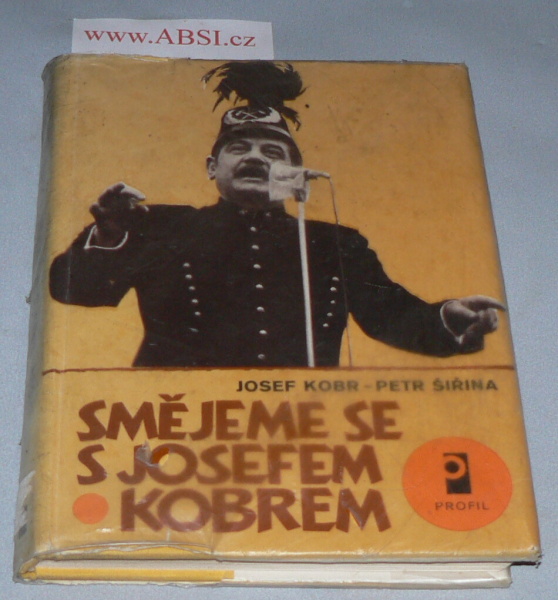 www.ABSI.cz
JOSEF KOBR - PETR ŠIŘINA
SMĚJEME SE
S JOSEFEM
KOBREM
PROFIL